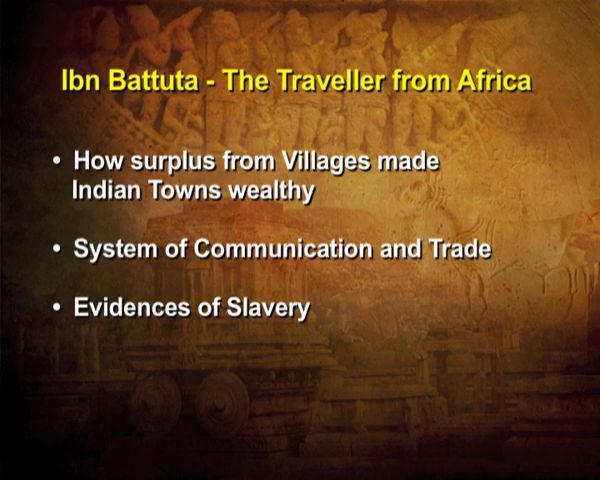 Ibn Battuta - The Traveller from Africa
• How surplus from Villages made
Indian Towns wealthy
• System of Communication and Trade
• Evidences of Slavery